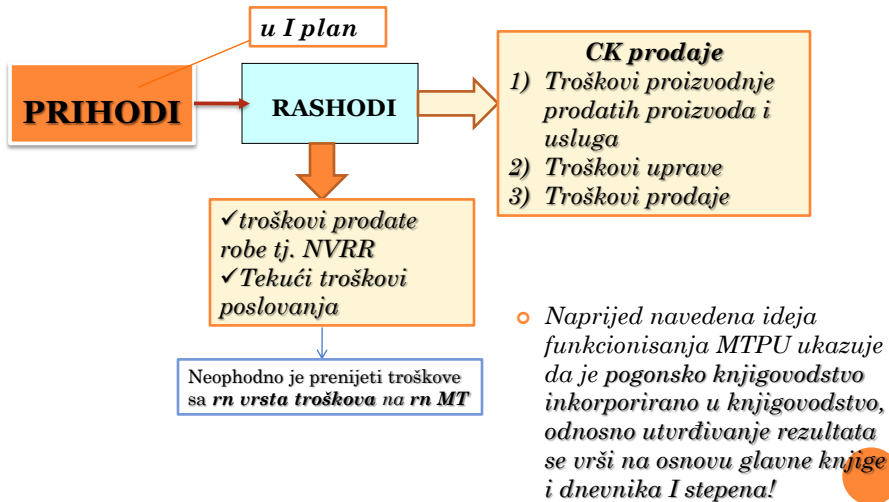 u I plan
PRIHODI
RASHODI
CK prodaje
1) Troškovi proizvodnje
prodatih proizvoda i
usluga
2) Troškovi uprave
3) Troškovi prodaje
✓troškovi prodate
robe tj. NVRR
✓Tekući troškovi
poslovanja
Neophodno je prenijeti troškove
sa rn vrsta troškova na rn MT
Naprijed navedena ideja
funkcionisanja MTPU ukazuje
da je pogonsko knjigovodstvo
inkorporirano u knjigovodstvo,
odnosno utvrđivanje rezultata
se vrši na osnovu glavne knjige
i dnevnika I stepena!